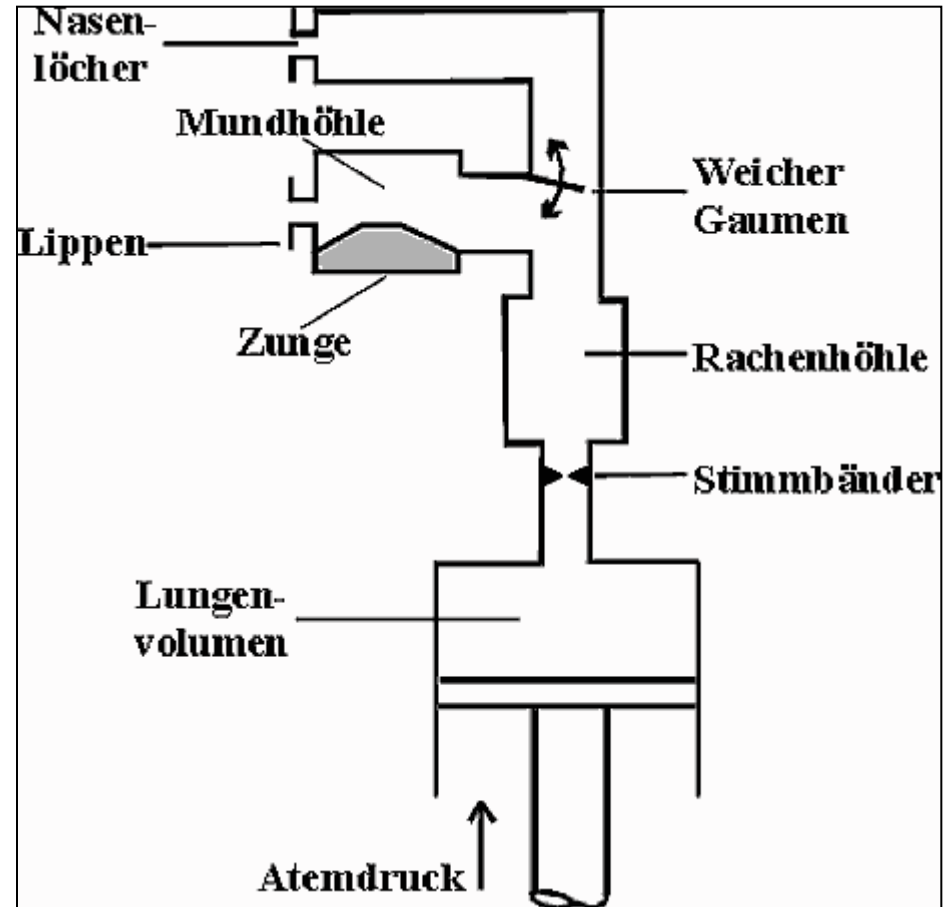 Nasen-
löcher
Mundhöhle
Weicher
Gaumen
Lippen
Zunge
Rachenhöhle
Stimmbänder
Lungen-
volumen
Atemdruck